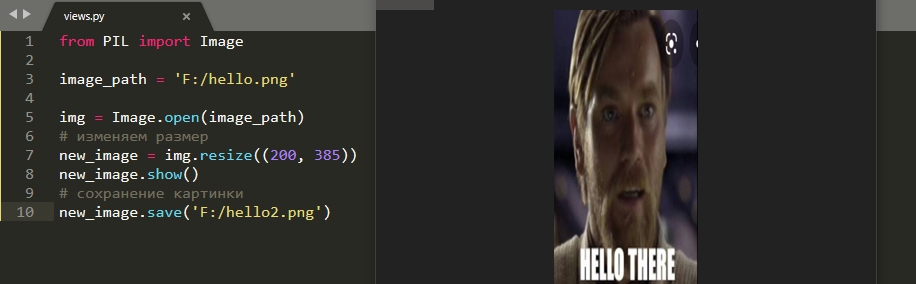 views.py ×
1 from PIL import Image
2
3 image_path = 'F:/hello.png'
4
5 img = Image.open(image_path)
6 # изменяем размер
7 new_image = img.resize((200, 385))
8 new_image.show()
9 # сохранение картинки
10 new_image.save('F:/hello2.png')
HELLO THERE